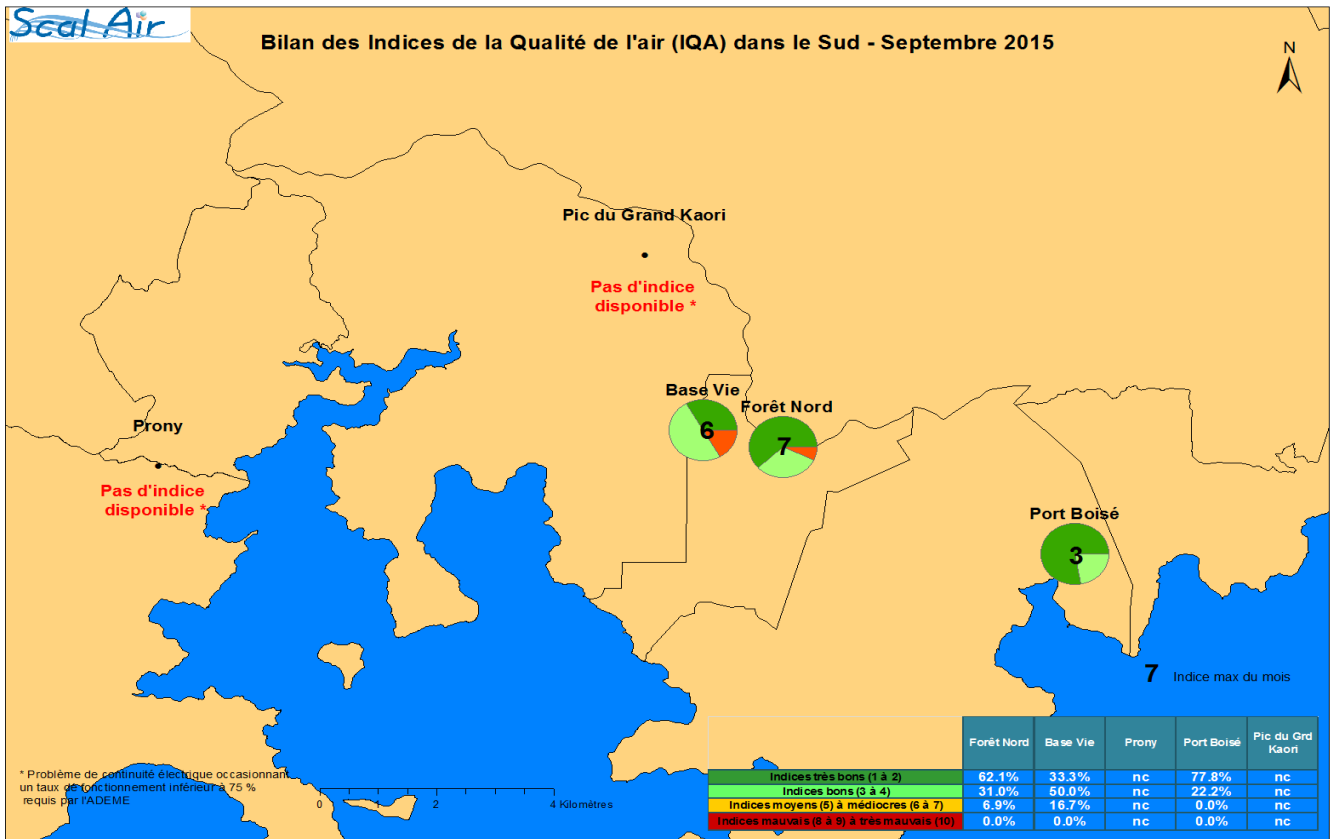 Scal Air
Bilan des Indices de la Qualité de l'air (IQA) dans le Sud - Septembre 2015
N
Pic du Grand Kaori
Pas d'indice
disponible *
Base Vie
6
Forêt Nord
7
Prony
Pas d'indice
disponible *
Port Boisé
3
7 Indice max du mois
Forêt Nord Base Vie Prony Port Boisé Pic du Grd
Kaori
Indices très bons (1 à 2) 62.1% 33.3% nc 77.8% nc
Indices bons (3 à 4) 31.0% 50.0% nc 22.2% nc
Indices moyens (5) à médiocres (6 à 7) 6.9% 16.7% nc 0.0% nc
Indices mauvais (8 à 9) à très mauvais (10) 0.0% 0.0% nc 0.0% nc
* Problème de continuité électrique occasionnant
un taux de fonctionnement inférieur à 75 %
requis par l'ADEME
0 1 2 4 Kilomètres